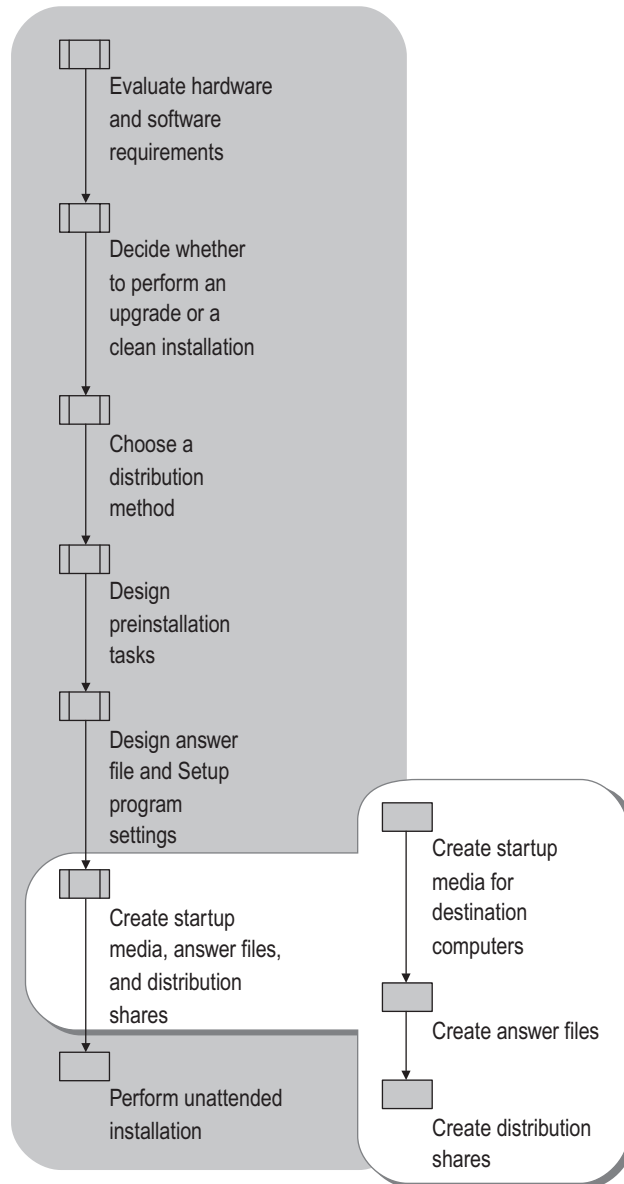 Evaluate hardware
and software
requirements
Decide whether
to perform an
upgrade or a
clean installation
Choose a
distribution
method
Design
preinstallation
tasks
Design answer
file and Setup
program
settings
Create startup
media, answer files,
and distribution
shares
Perform unattended
installation
Create startup
media for
destination
computers
Create answer files
Create distribution
shares